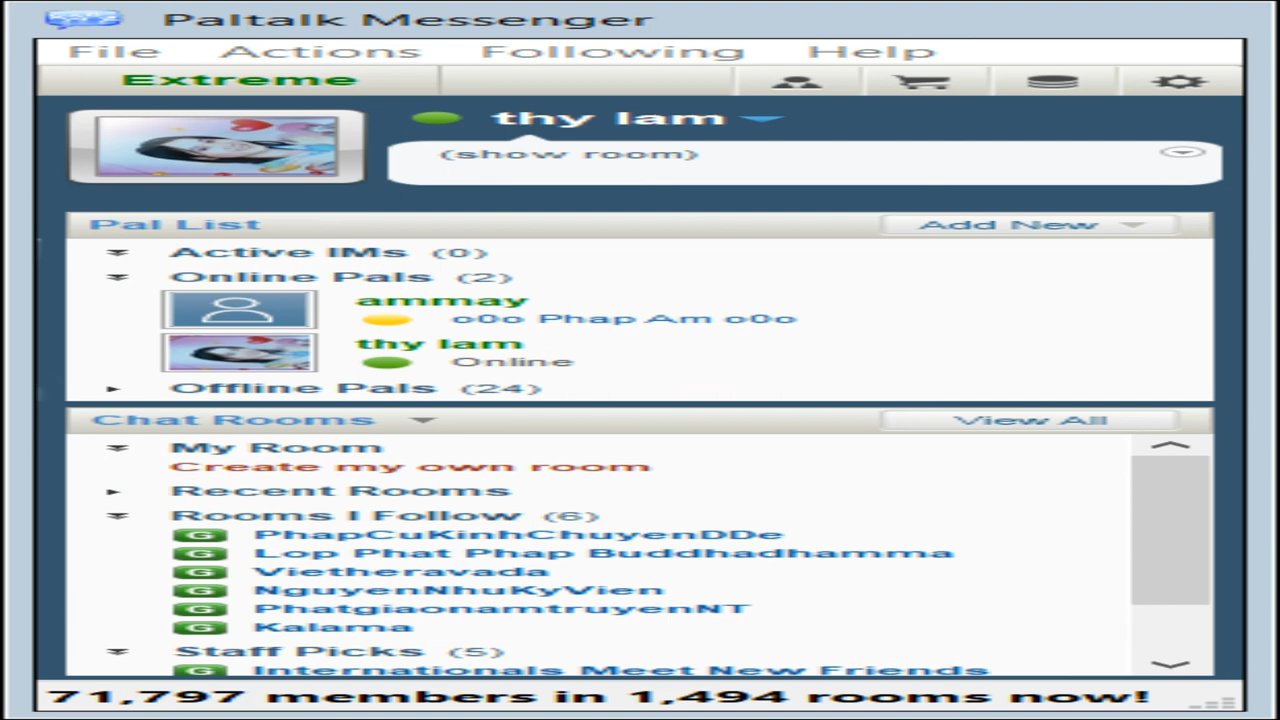 Paltalk Messenger
File Actions Following Help
Extreme
thy lam
(show room)
Pal List Add New
Active IMs (0)
Online Pals (2)
ammay
o0o Phap Am o0o
thy lam
Online
Offline Pals (24)
Chat Rooms View All
My Room
Create my own room
Recent Rooms
Rooms I Follow (6)
G PhapCuKinhChuyenDDe
G Lop Phat Phap Buddhadhamma
G Vietheravada
G NguyenNhuKyVien
G PhatgiaonamtruyenNT
G Kalama
Staff Picks (5)
G Internationals Meet New Friends
71,797 members in 1,494 rooms now!